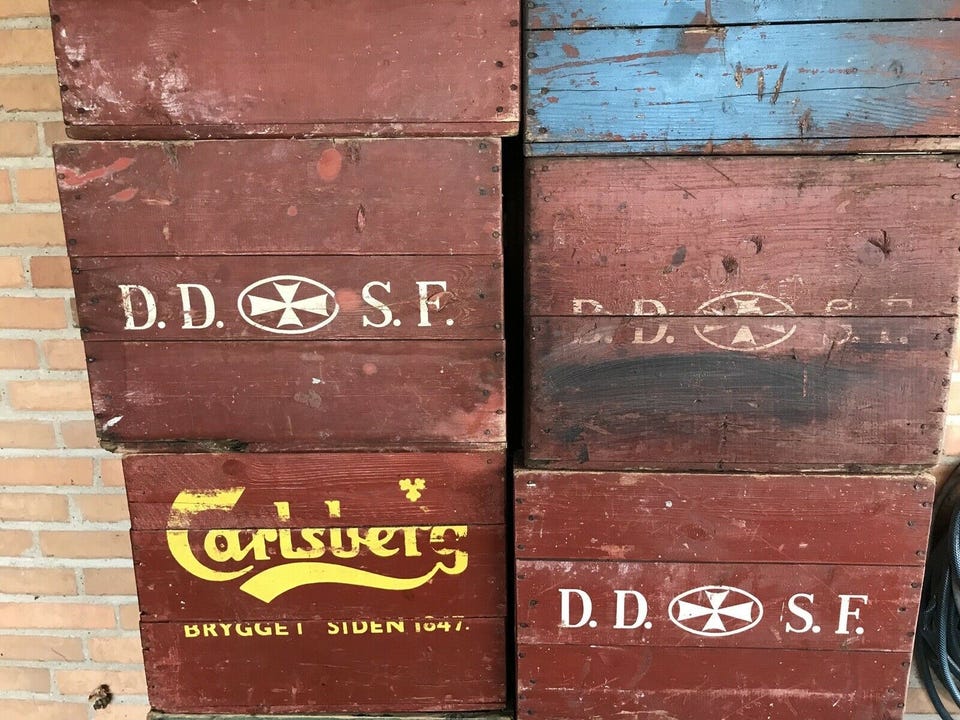 D. D. S. F.
D. D. S. F.
Carlsberg
BRYGGET SIDEN 1847.
D. D. S. F.